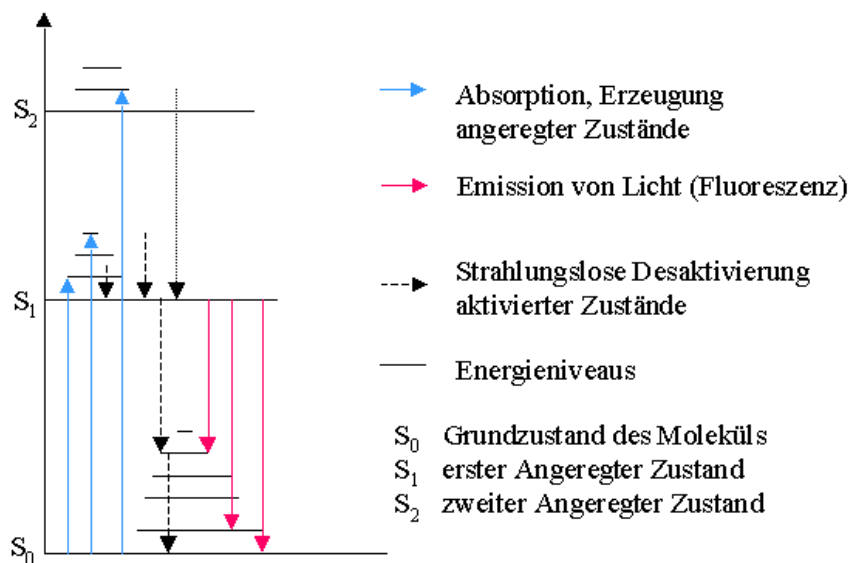 S2
S1
S0
Absorption, Erzeugung
angeregter Zustände
Emission von Licht (Fluoreszenz)
Strahlungslose Desaktivierung
aktivierter Zustände
Energieniveaus
S0 Grundzustand des Moleküls
S1 erster Angeregter Zustand
S2 zweiter Angeregter Zustand